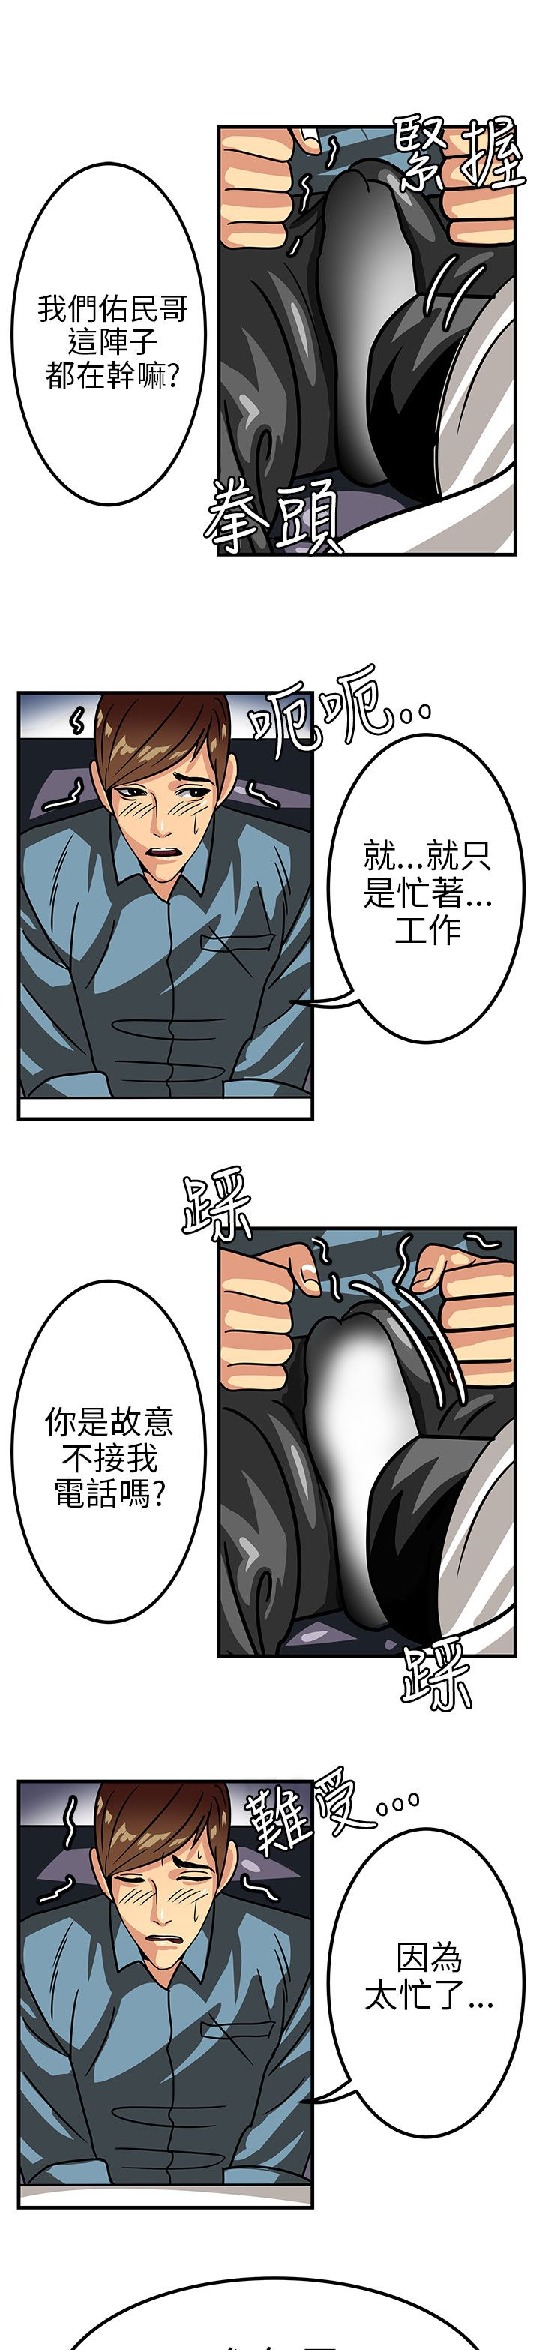 緊握
我們佑民哥
這陣子
都在幹嘛?
拳頭
呃呃..
就...就只
是忙著...
工作
踩
你是故意
不接我
電話嗎?
踩
難受...
因為
太忙了...